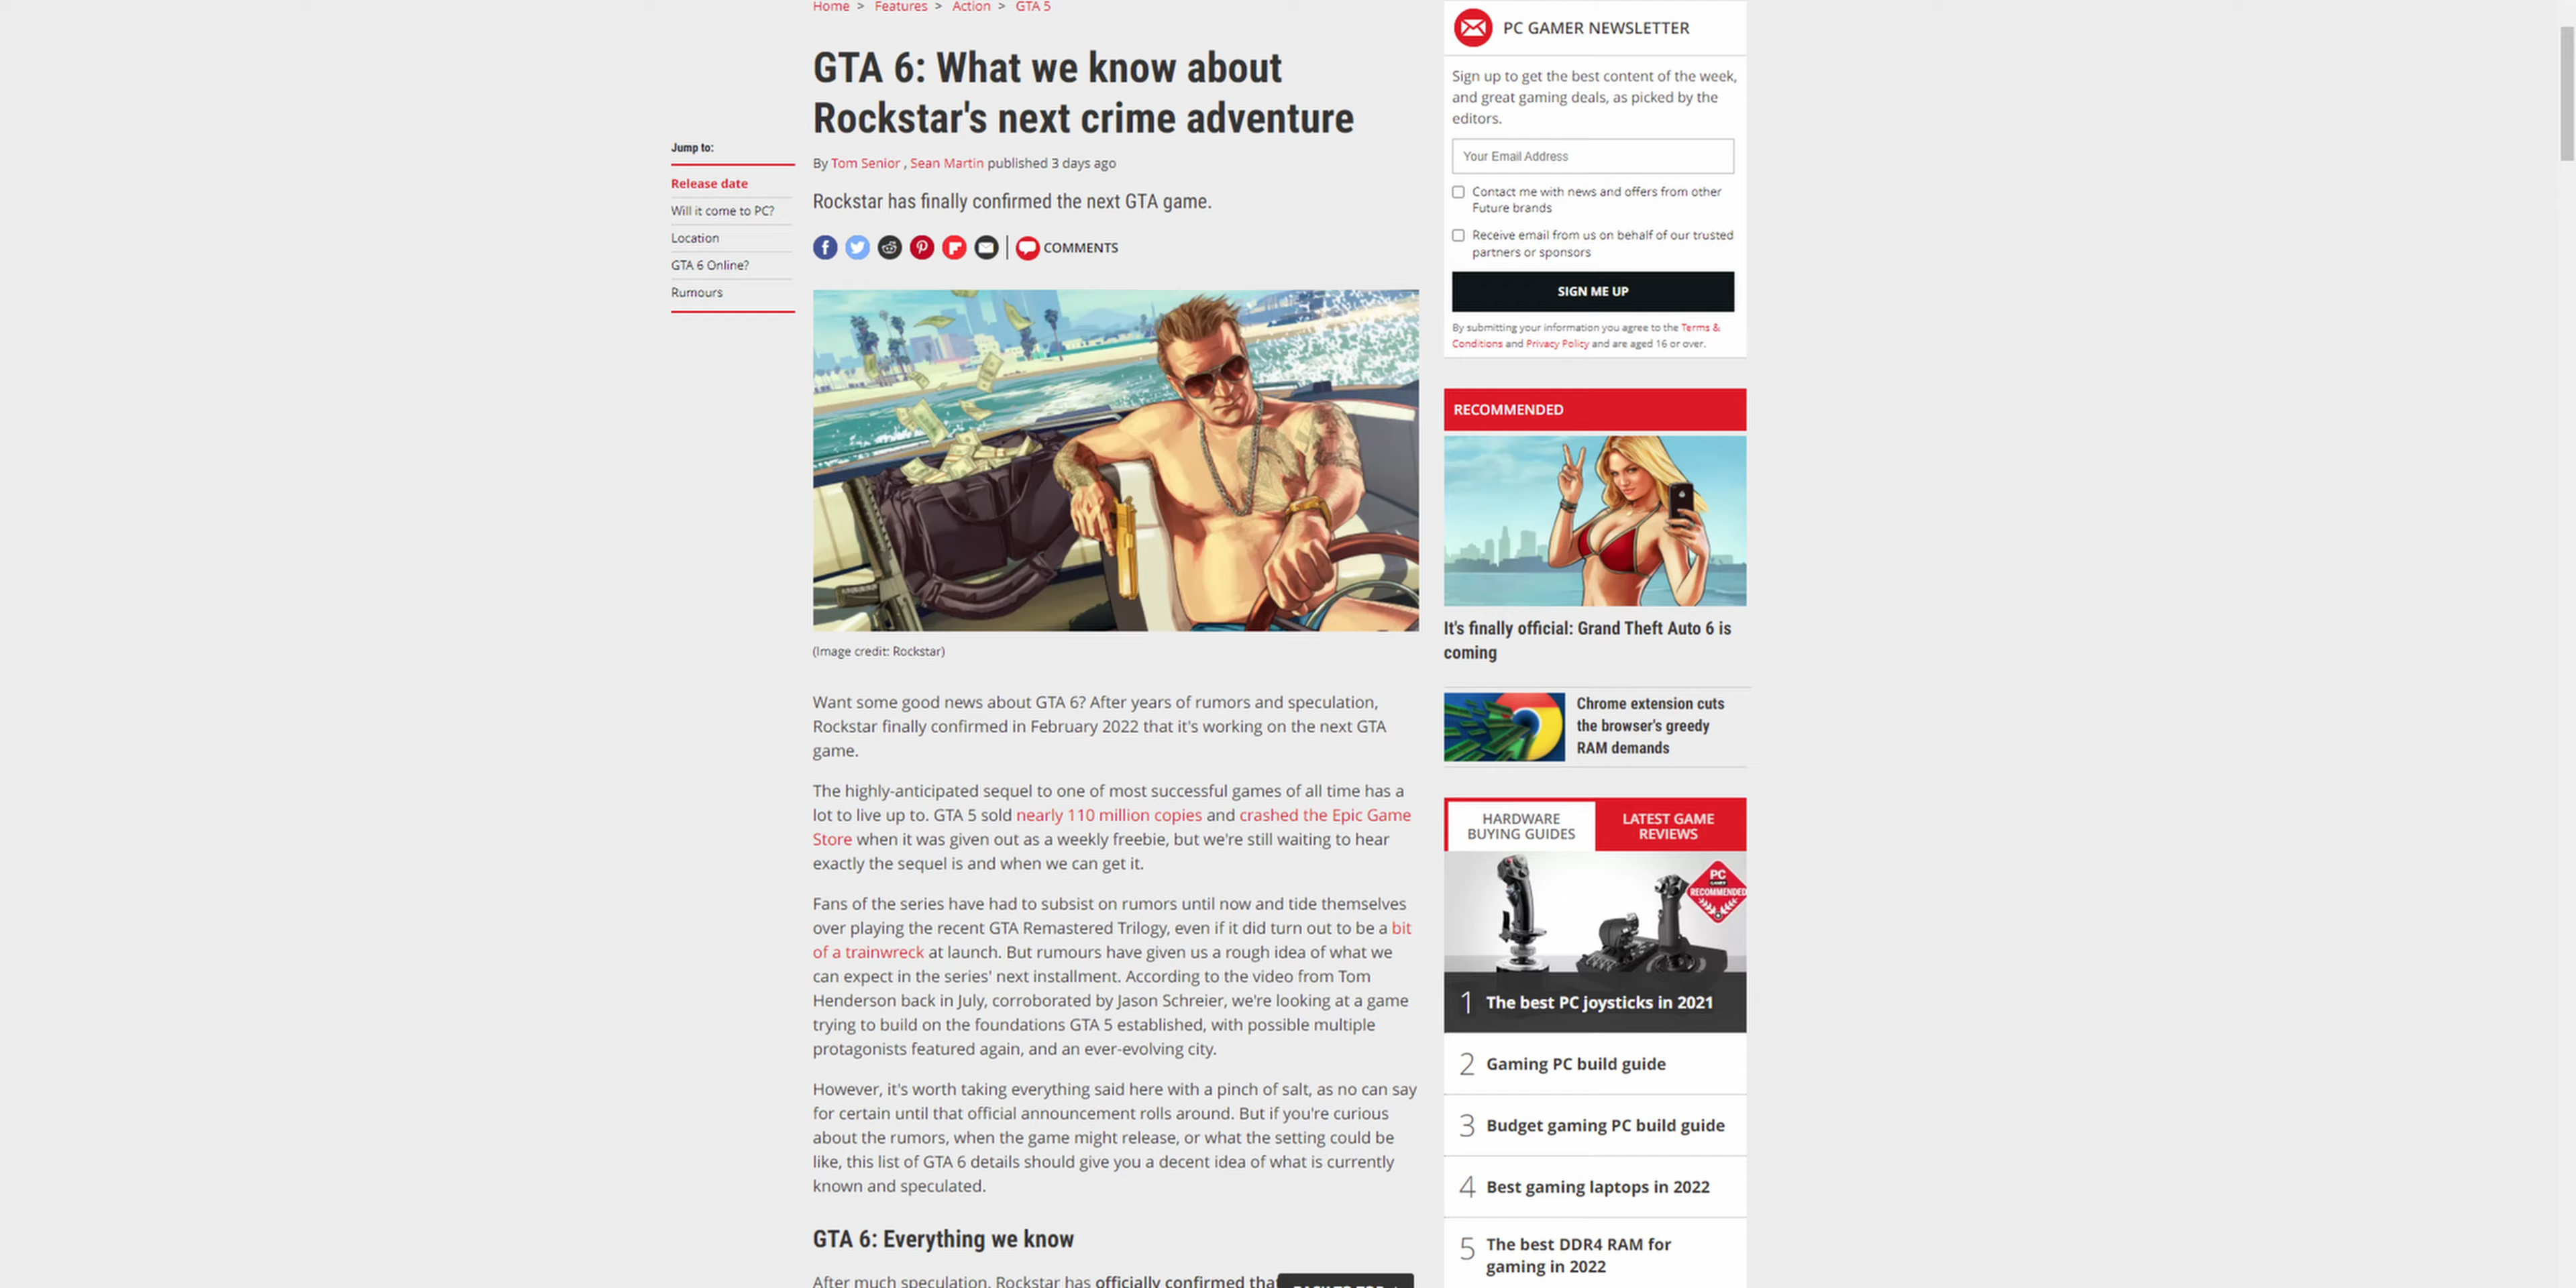 Home > Features > Action > GTA 5
GTA 6: What we know about
Rockstar's next crime adventure
By Tom Senior , Sean Martin published 3 days ago
Rockstar has finally confirmed the next GTA game.
COMMENTS
Jump to:
Release date
Will it come to PC?
Location
GTA 6 Online?
Rumours
(Image credit: Rockstar)
Want some good news about GTA 6? After years of rumors and speculation,
Rockstar finally confirmed in February 2022 that it's working on the next GTA
game.
The highly-anticipated sequel to one of most successful games of all time has a
lot to live up to. GTA 5 sold nearly 110 million copies and crashed the Epic Game
Store when it was given out as a weekly freebie, but we're still waiting to hear
exactly the sequel is and when we can get it.
Fans of the series have had to subsist on rumors until now and tide themselves
over playing the recent GTA Remastered Trilogy, even if it did turn out to be a bit
of a trainwreck at launch. But rumours have given us a rough idea of what we
can expect in the series' next installment. According to the video from Tom
Henderson back in July, corroborated by Jason Schreier, we're looking at a game
trying to build on the foundations GTA 5 established, with possible multiple
protagonists featured again, and an ever-evolving city.
However, it's worth taking everything said here with a pinch of salt, as no can say
for certain until that official announcement rolls around. But if you're curious
about the rumors, when the game might release, or what the setting could be
like, this list of GTA 6 details should give you a decent idea of what is currently
known and speculated.
GTA 6: Everything we know
After much speculation, Rockstar has officially confirmed that
BACK TO TOP
PC GAMER NEWSLETTER
Sign up to get the best content of the week,
and great gaming deals, as picked by the
editors.
Your Email Address
Contact me with news and offers from other
Future brands
Receive email from us on behalf of our trusted
partners or sponsors
SIGN ME UP
By submitting your information you agree to the Terms &
Conditions and Privacy Policy and are aged 16 or over.
RECOMMENDED
It's finally official: Grand Theft Auto 6 is
coming
Chrome extension cuts
the browser's greedy
RAM demands
HARDWARE
BUYING GUIDES
LATEST GAME
REVIEWS
PC
GAMER
RECOMMENDED
1 The best PC joysticks in 2021
2 Gaming PC build guide
3 Budget gaming PC build guide
4 Best gaming laptops in 2022
5 The best DDR4 RAM for
gaming in 2022